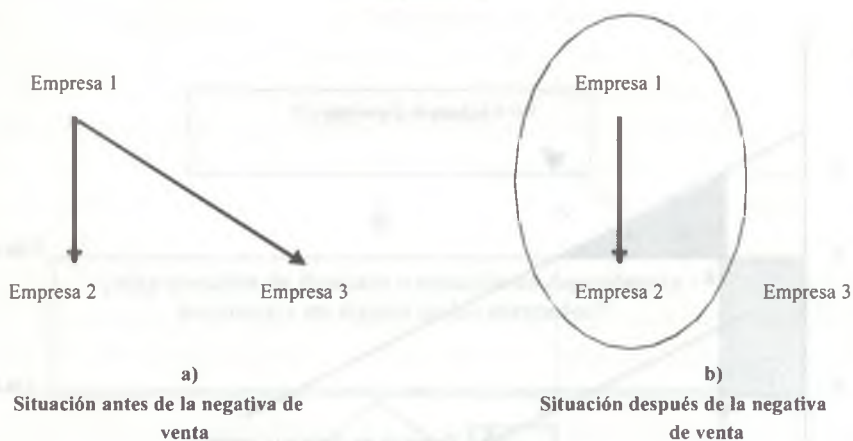 Empresa 1
Empresa 2
Empresa 3
a)
Situación antes de la negativa de
venta
Empresa 1
Empresa 2
Empresa 3
b)
Situación después de la negativa
de venta